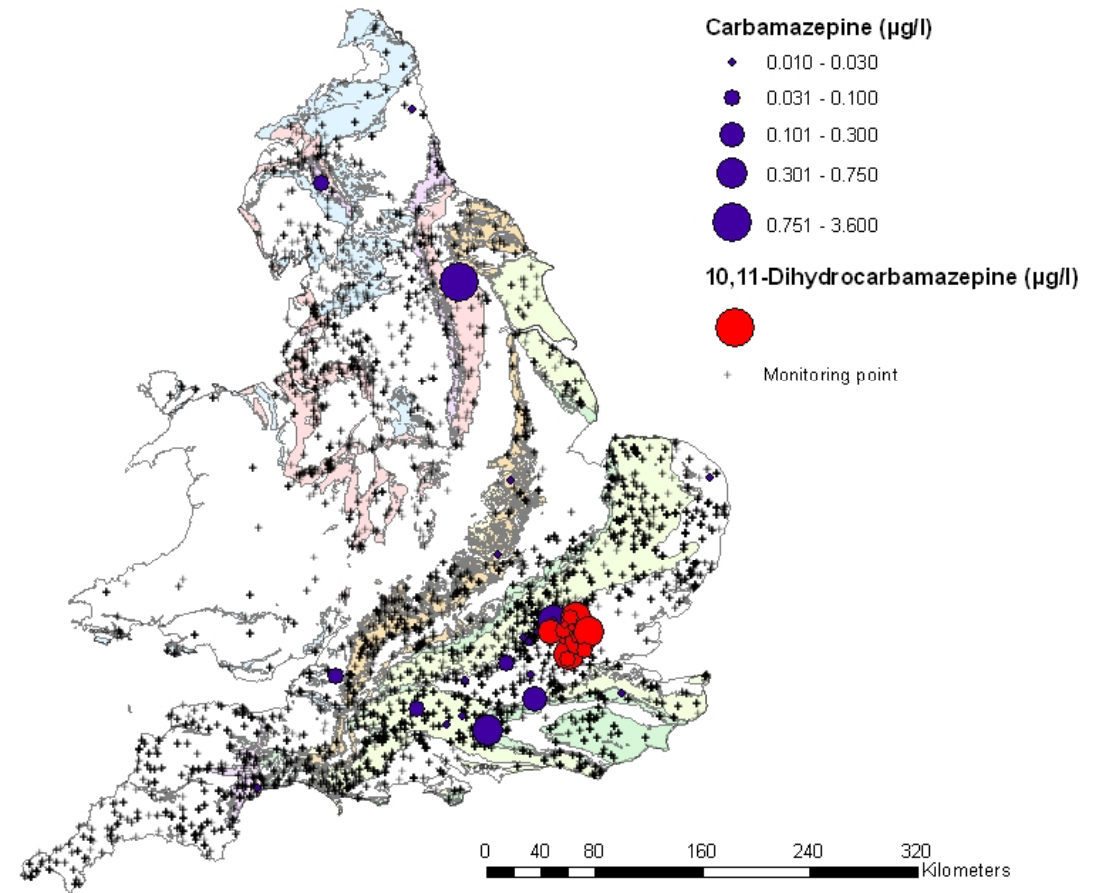 Carbamazepine (µg/l)
0.010 - 0.030
0.031 - 0.100
0.101 - 0.300
0.301 - 0.750
0.751 - 3.600
10,11-Dihydrocarbamazepine (µg/l)
Monitoring point
0 40 80 160 240 320
Kilometers